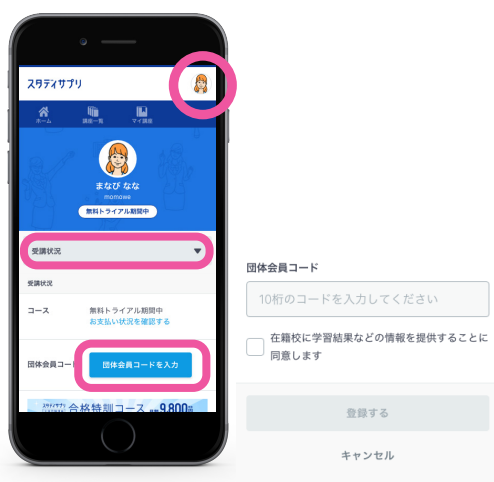 スタディサプリ
ホーム
講座一覧
マイ講座
まなび なな
momowe
無料トライアル期間中
受講状況
受講状況
コース
無料トライアル期間中
お支払い状況を確認する
団体会員コード
団体会員コードを入力
スタディサプリ 合格特訓コース 9,800
団体会員コード
10桁のコードを入力してください
在籍校に学習結果などの情報を提供することに
同意します
登録する
キャンセル